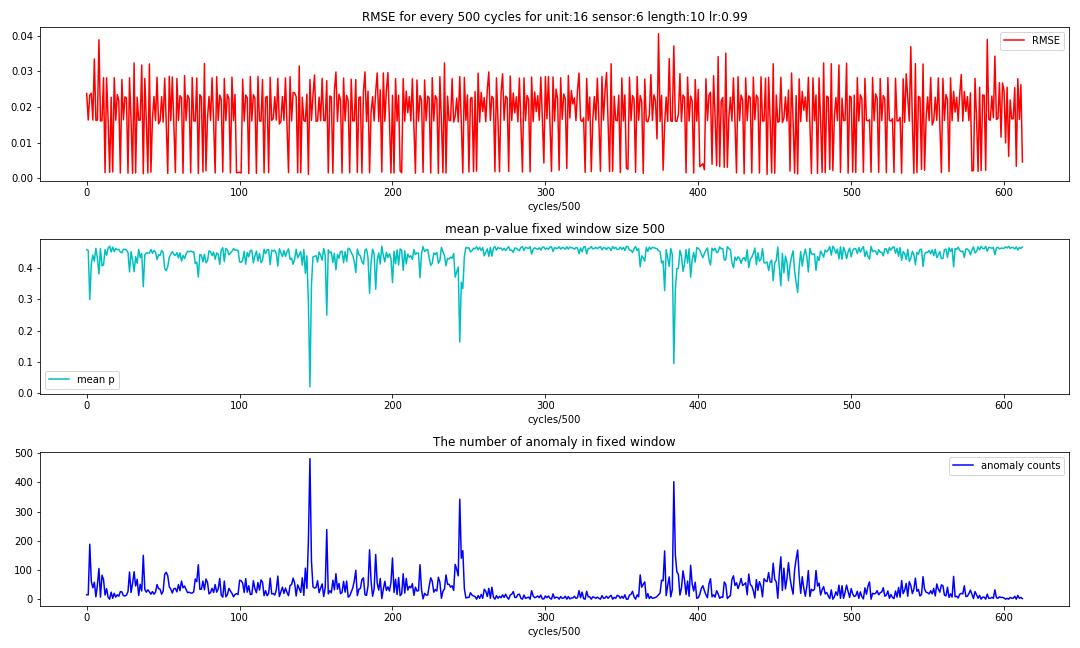 RMSE for every 500 cycles for unit:16 sensor:6 length:10 lr:0.99
0.04
0.03
0.02
0.01
0.00
RMSE
0 100 200 300 400 500 600
cycles/500
mean p-value fixed window size 500
0.4
0.3
0.2
0.1
0.0
mean p
0 100 200 300 400 500 600
cycles/500
The number of anomaly in fixed window
500
400
300
200
100
0
anomaly counts
0 100 200 300 400 500 600
cycles/500